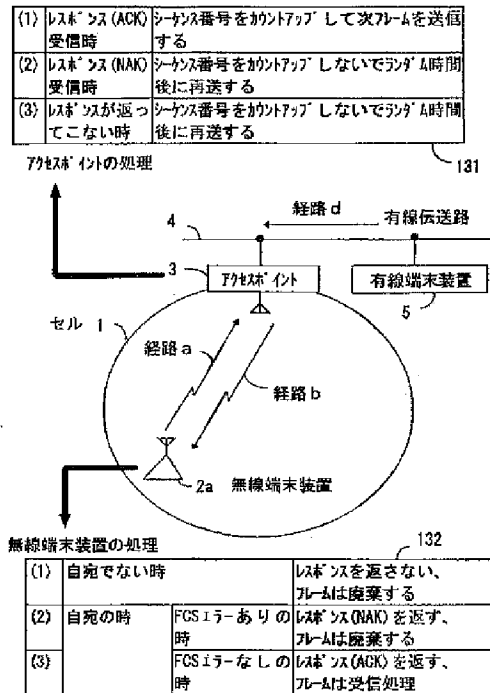 (1) ﾚｽﾎﾟﾝｽ(ACK) ｼｰｹﾝｽ番号をｶｳﾝﾄｱｯﾌﾟして次ﾌﾚｰﾑを送信
受信時 する
(2) ﾚｽﾎﾟﾝｽ(NAK) ｼｰｹﾝｽ番号をｶｳﾝﾄｱｯﾌﾟしないでﾗﾝﾀﾞﾑ時間
受信時 後に再送する
(3) ﾚｽﾎﾟﾝｽが返っ ｼｰｹﾝｽ番号をｶｳﾝﾄｱｯﾌﾟしないでﾗﾝﾀﾞﾑ時間
てこない時 後に再送する
131
ｱｸｾｽﾎﾟｲﾝﾄの処理
4 経路d 有線伝送路
3 ｱｸｾｽﾎﾟｲﾝﾄ 有線端末装置
5
セル 1
経路a
経路b
2a 無線端末装置
無線端末装置の処理
132
(1) 自宛でない時 ﾚｽﾎﾟﾝｽを返さない、
ﾌﾚｰﾑは廃棄する
(2) 自宛の時 FCSｴﾗｰありの ﾚｽﾎﾟﾝｽ(NAK)を返す、
時 ﾌﾚｰﾑは廃棄する
(3) FCSｴﾗｰなしの ﾚｽﾎﾟﾝｽ(ACK)を返す、
時 ﾌﾚｰﾑは受信処理